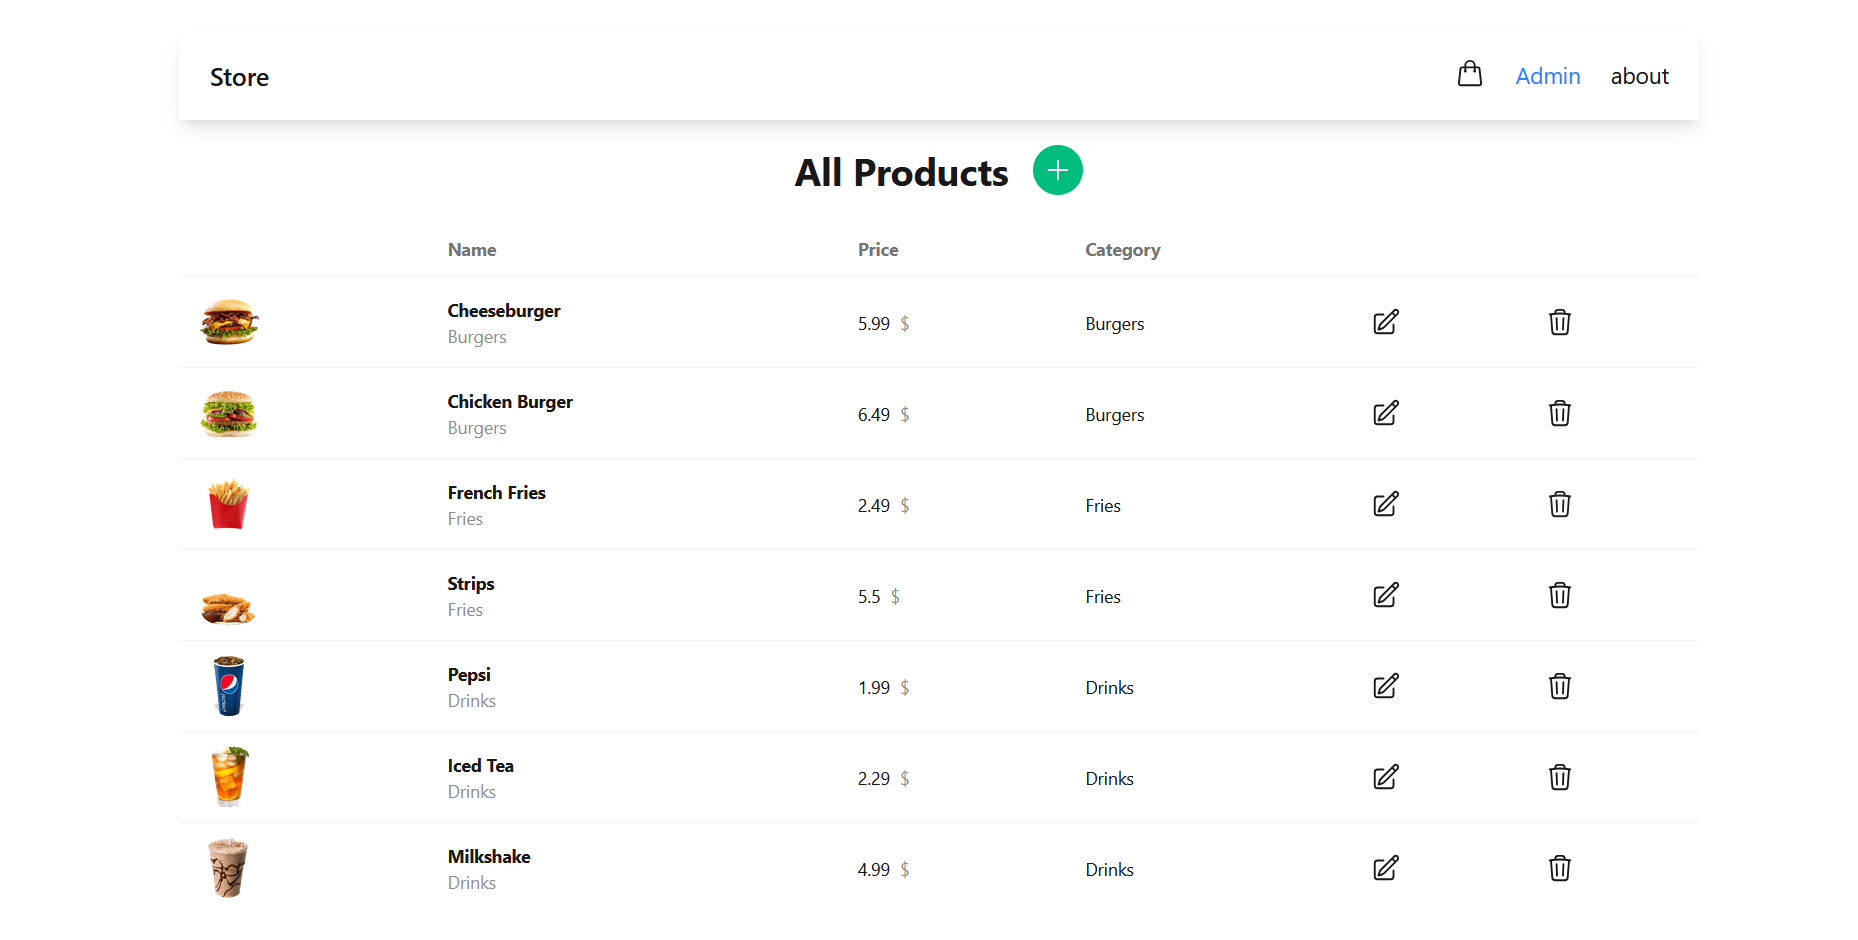 Store
Admin about
All Products
Name Price Category
Cheeseburger
Burgers
5.99 $ Burgers
Chicken Burger
Burgers
6.49 $ Burgers
French Fries
Fries
2.49 $ Fries
Strips
Fries
5.5 $ Fries
Pepsi
Drinks
1.99 $ Drinks
Iced Tea
Drinks
2.29 $ Drinks
Milkshake
Drinks
4.99 $ Drinks